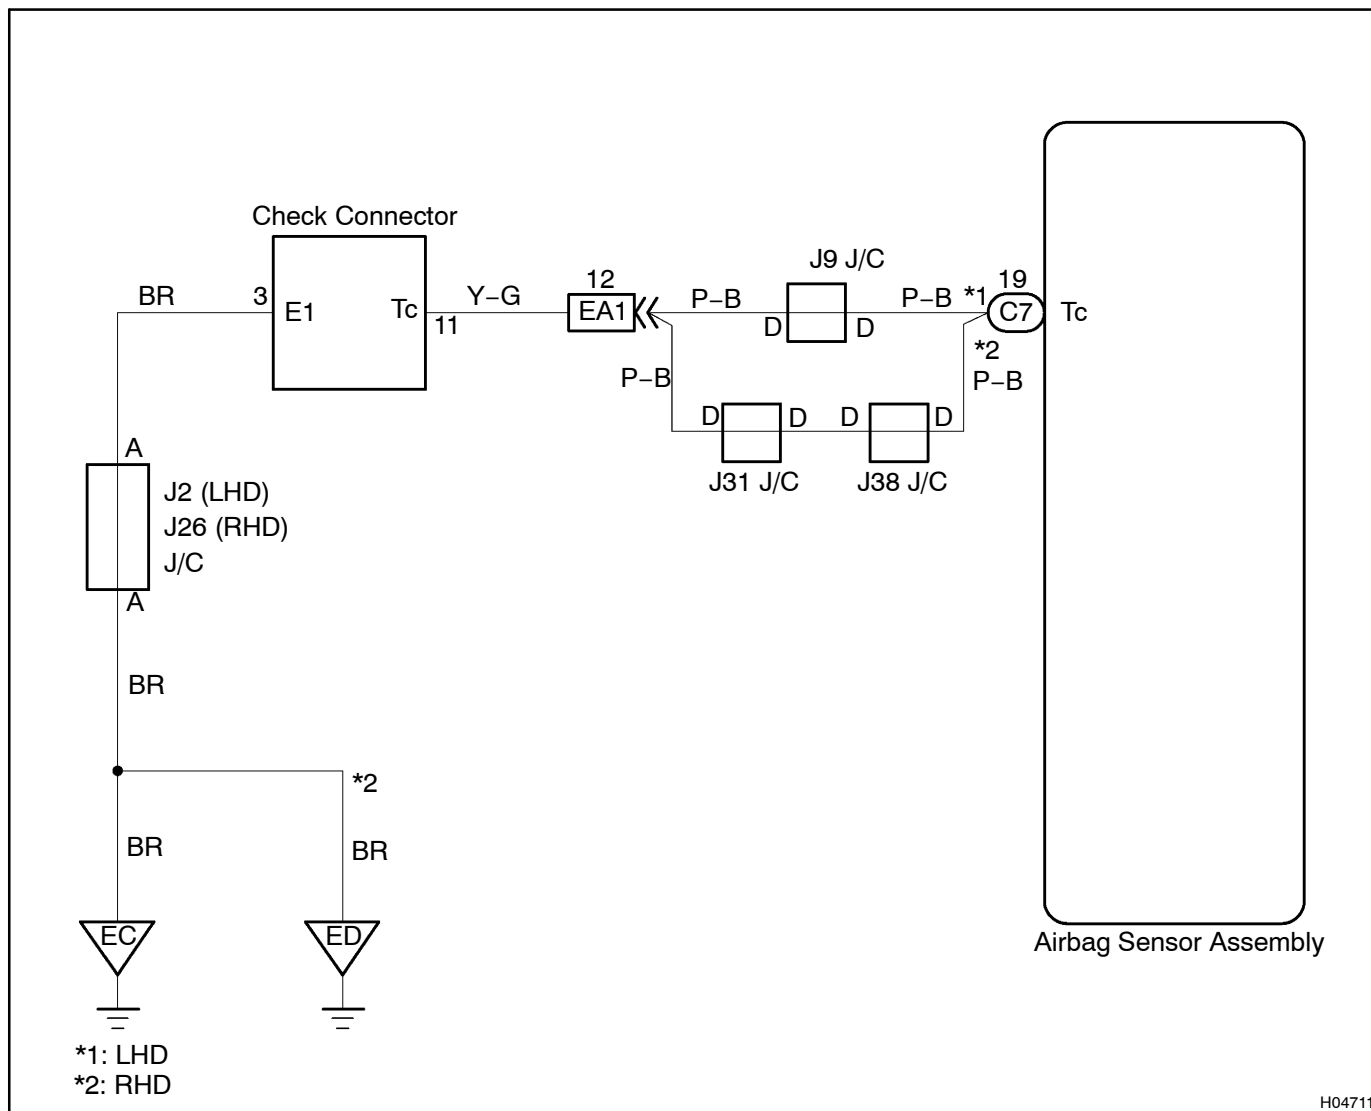 Check Connector
J9 J/C
BR
3
E1
Tc
11
Y–G
12
EA1
P–B
D
D
P–B
*1
19
C7
Tc
*2
P–B
P–B
D
D
D
D
J31 J/C
J38 J/C
A
J2 (LHD)
J26 (RHD)
J/C
A
BR
*2
BR
BR
EC
ED
Airbag Sensor Assembly
*1: LHD
*2: RHD
H04711